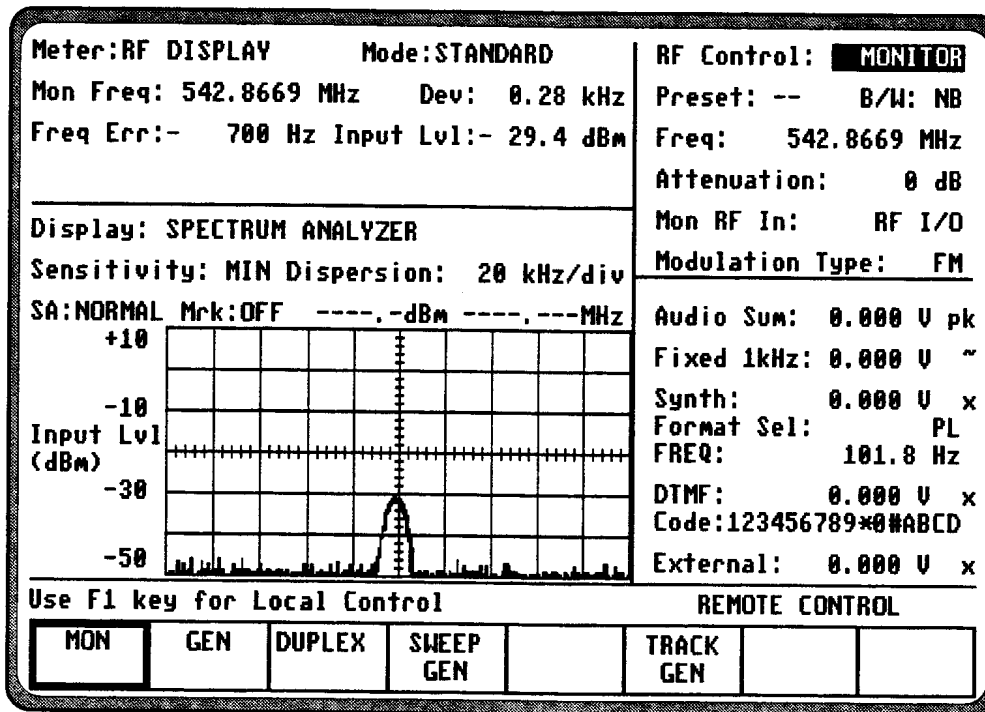 Meter:RF DISPLAY Mode:STANDARD
Mon Freq: 542.8669 MHz Dev: 0.28 kHz
Freq Err:- 700 Hz Input Lvl:- 29.4 dBm
Display: SPECTRUM ANALYZER
Sensitivity: MIN Dispersion: 20 kHz/div
SA:NORMAL Mrk:OFF ----.-dBm ----.---MHz
+10
-10
Input Lvl
(dBm)
-30
-50
RF Control: MONITOR
Preset: -- B/W: NB
Freq: 542.8669 MHz
Attenuation: 0 dB
Mon RF In: RF I/O
Modulation Type: FM
Audio Sum: 0.000 V pk
Fixed 1kHz: 0.000 V ~
Synth: 0.000 V x
Format Sel: PL
FREQ: 101.8 Hz
DTMF: 0.000 V x
Code:123456789*0#ABCD
External: 0.000 V x
Use F1 key for Local Control REMOTE CONTROL
MON GEN DUPLEX SWEEP TRACK
GEN GEN